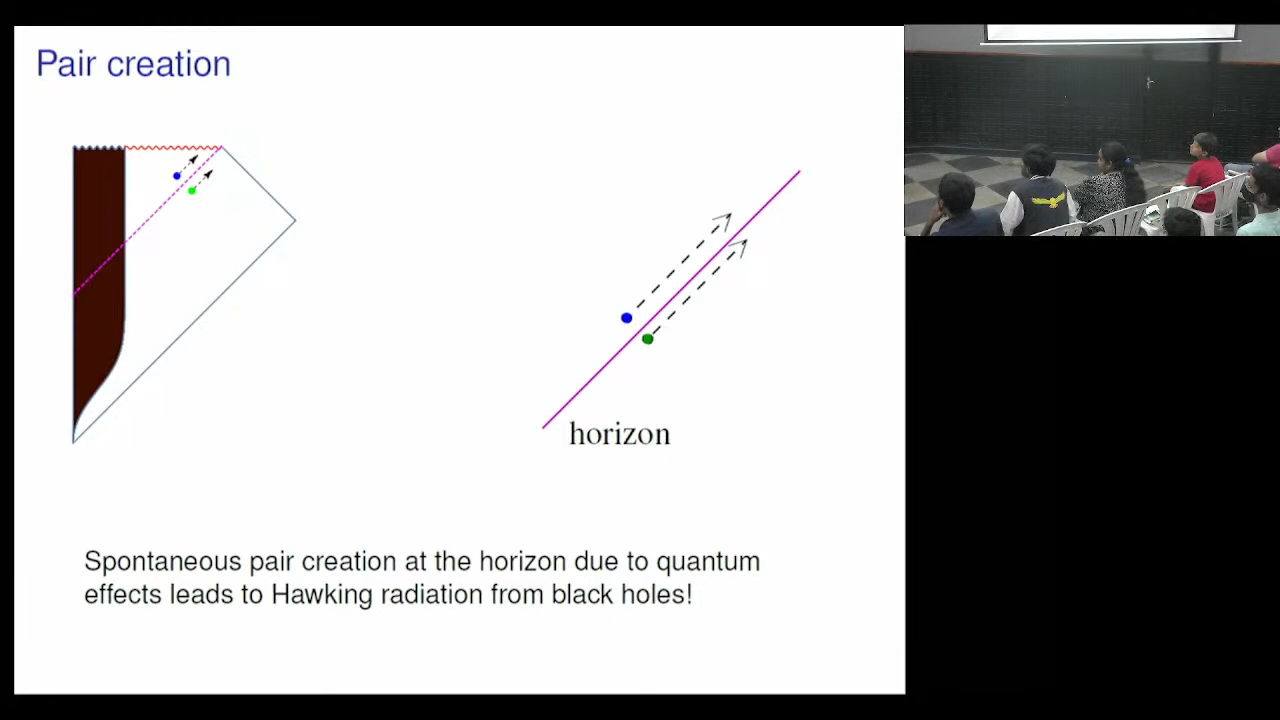 Pair creation
horizon
Spontaneous pair creation at the horizon due to quantum
effects leads to Hawking radiation from black holes!